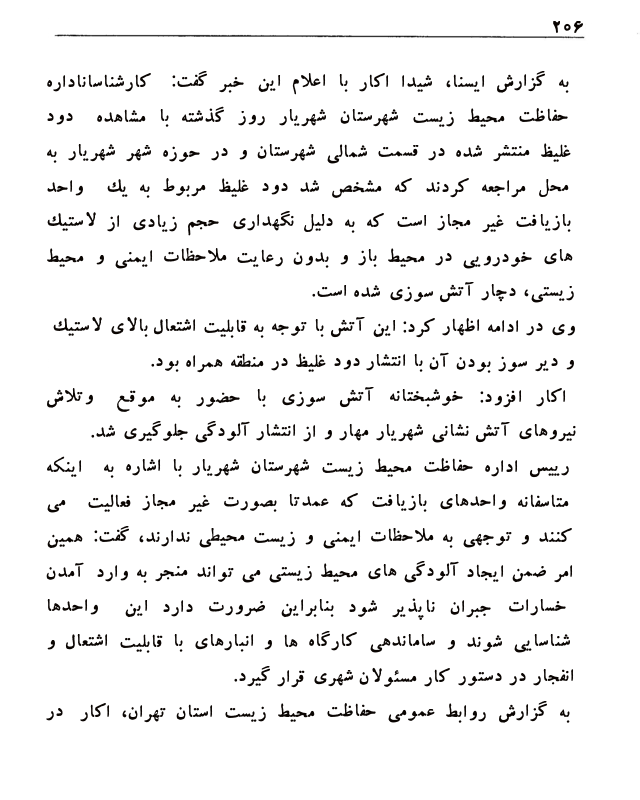 ۲۰۶
به گزارش ایسنا، شیدا اکار با اعلام این خبر گفت: کارشناساناداره
حفاظت محیط زیست شهرستان شهریار روز گذشته با مشاهده دود
غلیظ منتشر شده در قسمت شمالی شهرستان و در حوزه شهر شهریار به
محل مراجعه کردند که مشخص شد دود غلیظ مربوط به یك واحد
بازیافت غیر مجاز است که به دلیل نگهداری حجم زیادی از لاستیك
های خودرویی در محیط باز و بدون رعایت ملاحظات ایمنی و محیط
زیستی، دچار آتش سوزی شده است.
وی در ادامه اظهار کرد: این آتش با توجه به قابلیت اشتعال بالای لاستیك
و دیر سوز بودن آن با انتشار دود غلیظ در منطقه همراه بود.
اکار افزود: خوشبختانه آتش سوزی با حضور به موقع وتلاش
نیروهای آتش نشانی شهریار مهار و از انتشار آلودگی جلوگیری شد.
رییس اداره حفاظت محیط زیست شهرستان شهریار با اشاره به اینکه
متاسفانه واحدهای بازیافت که عمدتا بصورت غیر مجاز فعالیت می
کنند و توجهی به ملاحظات ایمنی و زیست محیطی ندارند، گفت: همین
امر ضمن ایجاد آلودگی های محیط زیستی می تواند منجر به وارد آمدن
خسارات جبران ناپذیر شود بنابراین ضرورت دارد این واحدها
شناسایی شوند و ساماندهی کارگاه ها و انبارهای با قابلیت اشتعال و
انفجار در دستور کار مسئولان شهری قرار گیرد.
به گزارش روابط عمومی حفاظت محیط زیست استان تهران، اکار در